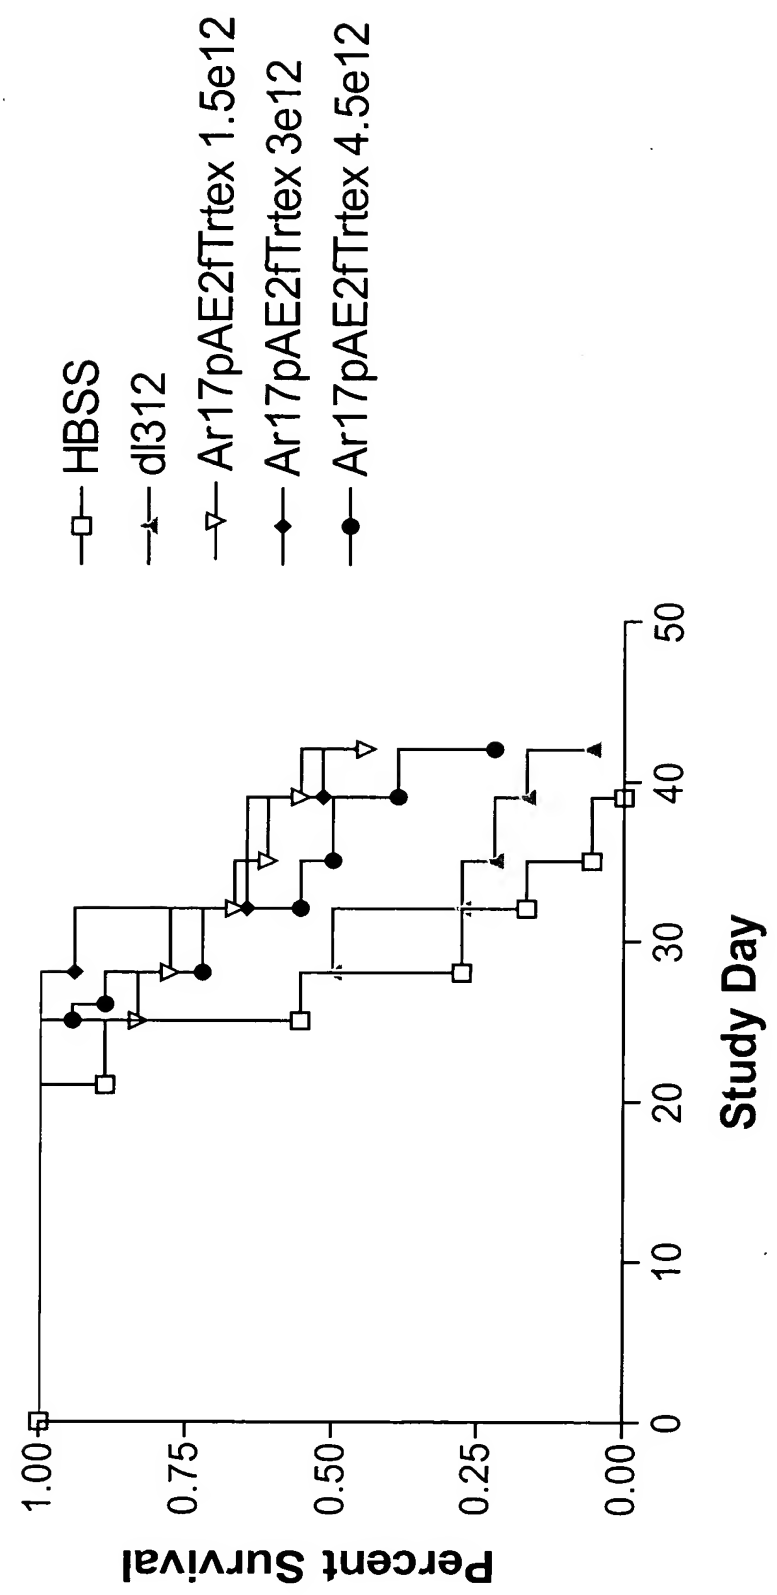 Percent Survival
1.00
0.75
0.50
0.25
0.00
0
10
20
30
40
50
Study Day
HBSS
dl312
Ar17pAE2fTrtex 1.5e12
Ar17pAE2fTrtex 3e12
Ar17pAE2fTrtex 4.5e12